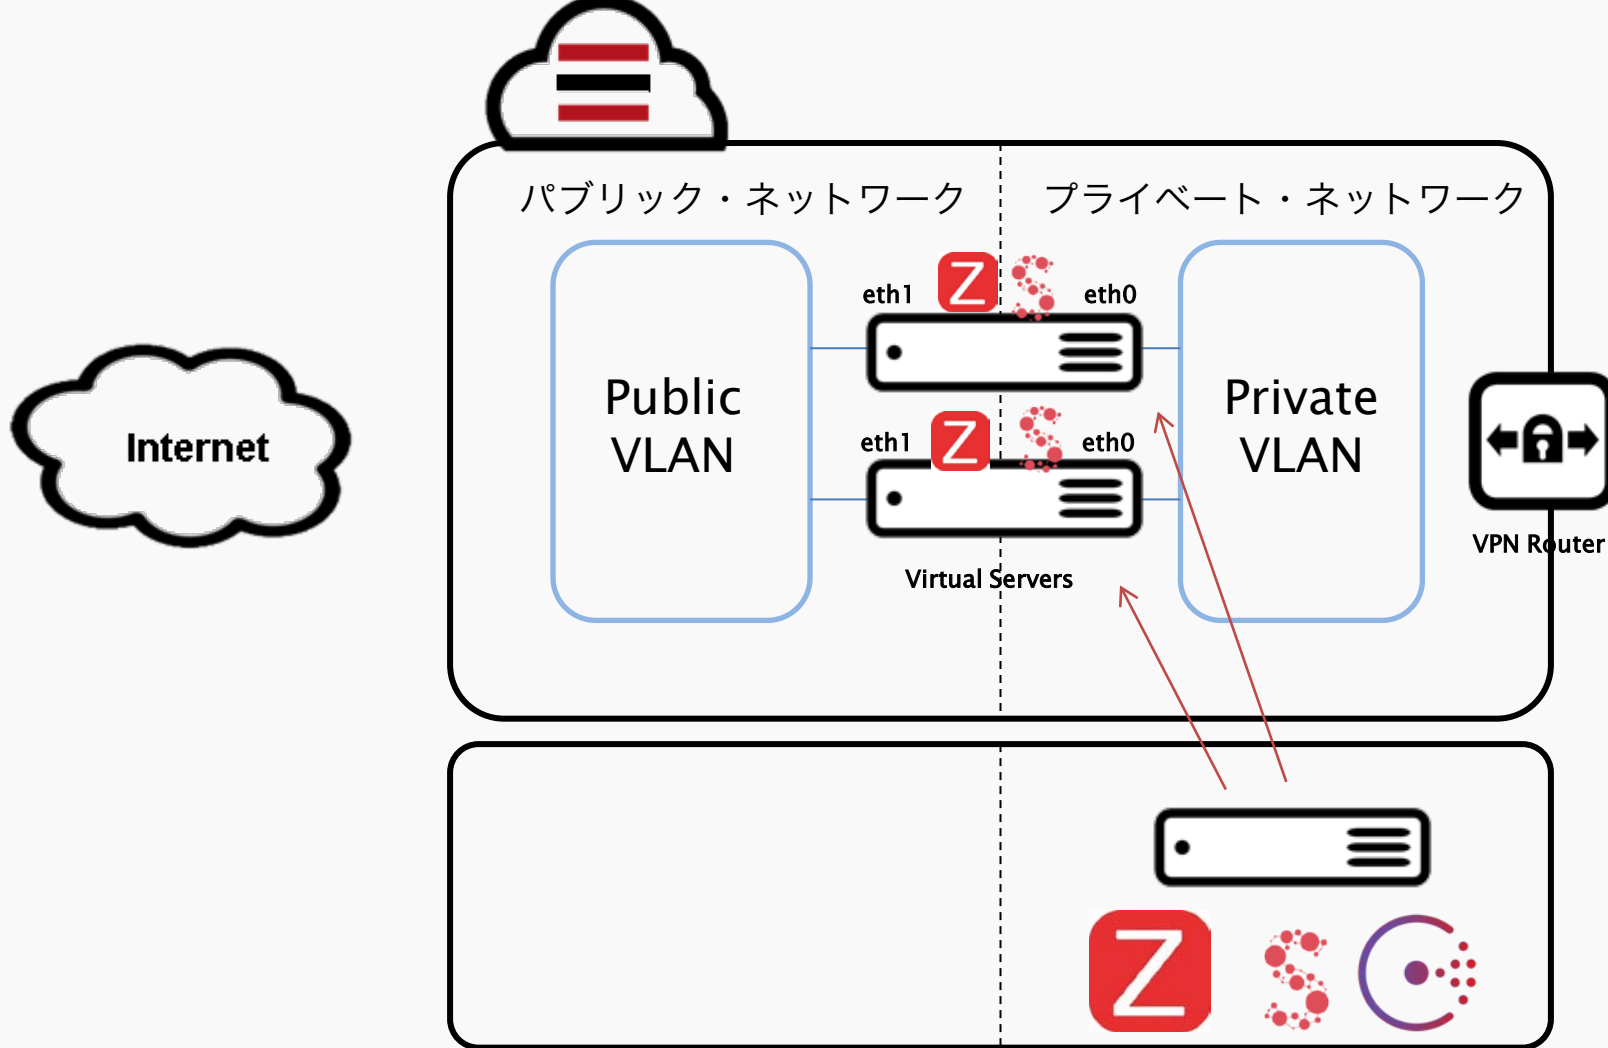 パブリック・ネットワーク
プライベート・ネットワーク
Z
S
eth1
eth0
Public
VLAN
Private
VLAN
Internet
eth1
Z
S
eth0
VPN Router
Virtual Servers
Z
S